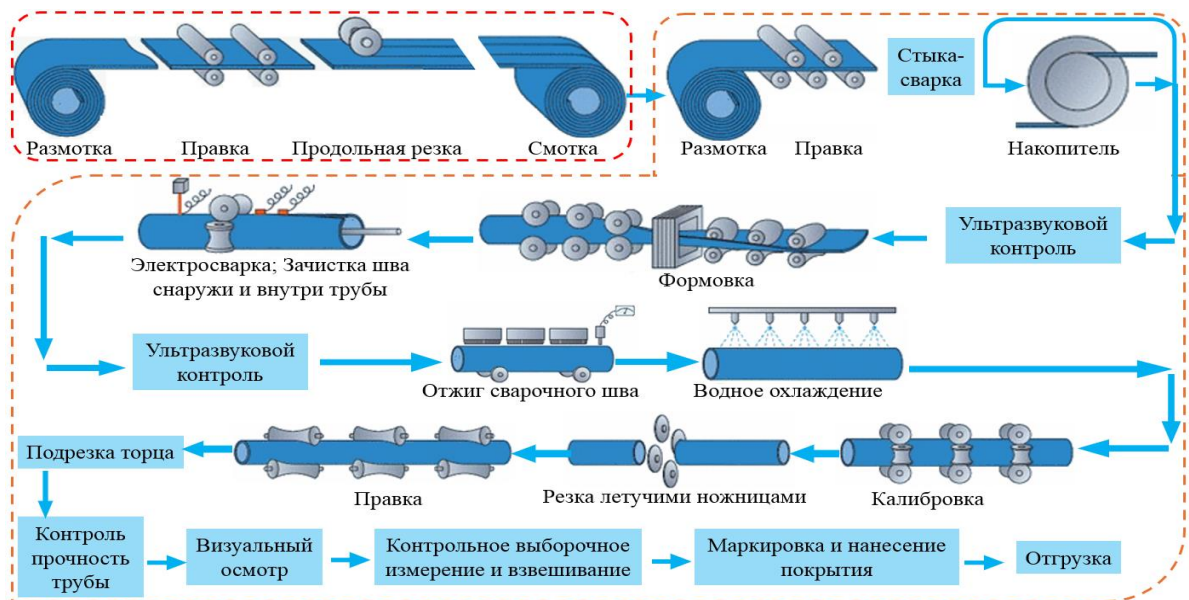 Размотка
Правка
Продольная резка
Смотка
Размотка
Правка
Стыка-
сварка
Накопитель
Ультразвуковой
контроль
Формовка
Электросварка; Зачистка шва
снаружи и внутри трубы
Ультразвуковой
контроль
Отжиг сварочного шва
Водное охлаждение
Калибровка
Резка летучими ножницами
Правка
Подрезка торца
Контроль
прочность
трубы
Визуальный
осмотр
Контрольное выборочное
измерение и взвешивание
Маркировка и нанесение
покрытия
Отгрузка